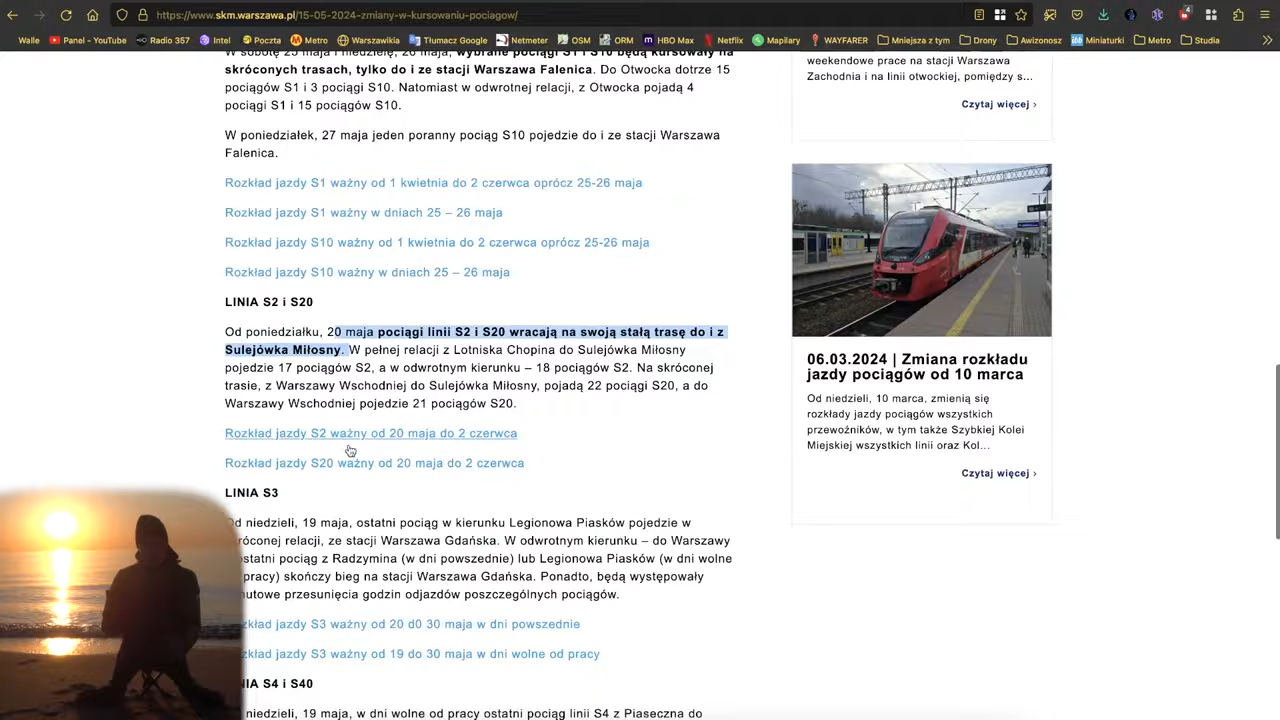 https://www.skm.warszawa.pl/15-05-2024-zmiany-w-kursowaniu-pociagow/
4
Walle Panel - YouTube Radio 357 Intel Poczta Metro Warszawikia Tłumacz Google Netmeter OSM ORM HBO Max Netflix Mapilary WAYFARER Mniejsza z tym Drony Awizonosz Miniaturki Metro Studia
W sobotę 25 maja i niedzielę, 26 maja, wybrane pociągi S1 i S10 będą kursowały na
skróconych trasach, tylko do i ze stacji Warszawa Falenica. Do Otwocka dotrze 15
pociągów S1 i 3 pociągi S10. Natomiast w odwrotnej relacji, z Otwocka pojadą 4
pociągi S1 i 15 pociągów S10.
W poniedziałek, 27 maja jeden poranny pociąg S10 pojedzie do i ze stacji Warszawa
Falenica.
Rozkład jazdy S1 ważny od 1 kwietnia do 2 czerwca oprócz 25-26 maja
Rozkład jazdy S1 ważny w dniach 25 – 26 maja
Rozkład jazdy S10 ważny od 1 kwietnia do 2 czerwca oprócz 25-26 maja
Rozkład jazdy S10 ważny w dniach 25 – 26 maja
LINIA S2 i S20
Od poniedziałku, 20 maja pociągi linii S2 i S20 wracają na swoją stałą trasę do i z
Sulejówka Miłosny. W pełnej relacji z Lotniska Chopina do Sulejówka Miłosny
pojedzie 17 pociągów S2, a w odwrotnym kierunku – 18 pociągów S2. Na skróconej
trasie, z Warszawy Wschodniej do Sulejówka Miłosny, pojadą 22 pociągi S20, a do
Warszawy Wschodniej pojedzie 21 pociągów S20.
Rozkład jazdy S2 ważny od 20 maja do 2 czerwca
Rozkład jazdy S20 ważny od 20 maja do 2 czerwca
LINIA S3
Od niedzieli, 19 maja, ostatni pociąg w kierunku Legionowa Piasków pojedzie w
skróconej relacji, ze stacji Warszawa Gdańska. W odwrotnym kierunku – do Warszawy
ostatni pociąg z Radzymina (w dni powszednie) lub Legionowa Piasków (w dni wolne
pracy) skończy bieg na stacji Warszawa Gdańska. Ponadto, będą występowały
minutowe przesunięcia godzin odjazdów poszczególnych pociągów.
Rozkład jazdy S3 ważny od 20 d0 30 maja w dni powszednie
Rozkład jazdy S3 ważny od 19 do 30 maja w dni wolne od pracy
LINIA S4 i S40
niedzieli, 19 maja, w dni wolne od pracy ostatni pociąg linii S4 z Piaseczna do
weekendowe prace na stacji Warszawa
Zachodnia i na linii otwockiej, pomiędzy s...
Czytaj więcej ›
06.03.2024 | Zmiana rozkładu
jazdy pociągów od 10 marca
Od niedzieli, 10 marca, zmienią się
rozkłady jazdy pociągów wszystkich
przewoźników, w tym także Szybkiej Kolei
Miejskiej wszystkich linii oraz Kol...
Czytaj więcej ›